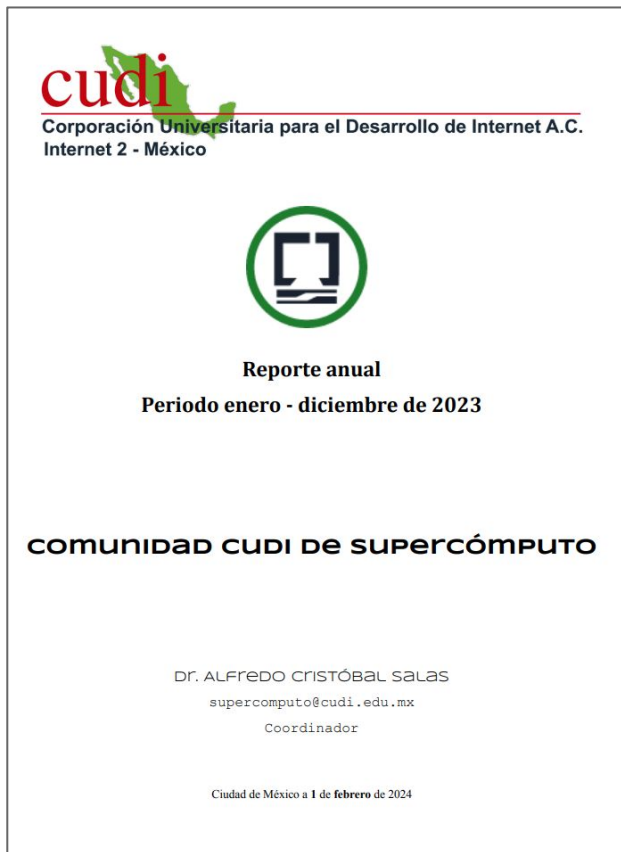 cudi
Corporación Universitaria para el Desarrollo de Internet A.C.
Internet 2 - México
Reporte anual
Periodo enero - diciembre de 2023
Comunidad CUDI de Supercómputo
Dr. Alfredo Cristóbal Salas
supercomputo@cudi.edu.mx
Coordinador
Ciudad de México a 1 de febrero de 2024